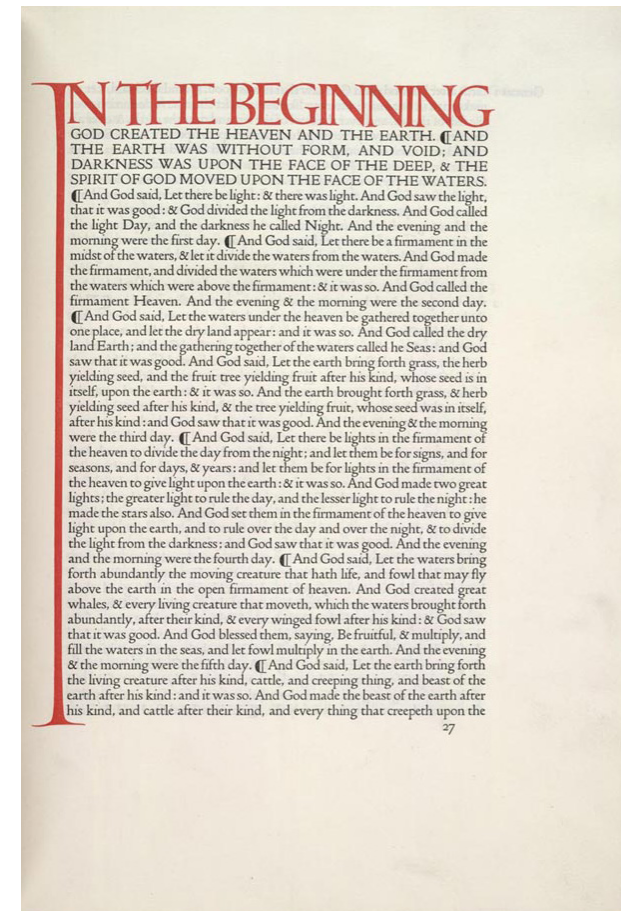 IN THE BEGINNING
GOD CREATED THE HEAVEN AND THE EARTH. ¶AND
THE EARTH WAS WITHOUT FORM, AND VOID; AND
DARKNESS WAS UPON THE FACE OF THE DEEP, & THE
SPIRIT OF GOD MOVED UPON THE FACE OF THE WATERS.
¶And God said, Let there be light: & there was light. And God saw the light,
that it was good: & God divided the light from the darkness. And God called
the light Day, and the darkness he called Night. And the evening and the
morning were the first day. ¶And God said, Let there be a firmament in the
midst of the waters, & let it divide the waters from the waters. And God made
the firmament, and divided the waters which were under the firmament from
the waters which were above the firmament: & it was so. And God called the
firmament Heaven. And the evening & the morning were the second day.
¶And God said, Let the waters under the heaven be gathered together unto
one place, and let the dry land appear: and it was so. And God called the dry
land Earth; and the gathering together of the waters called he Seas: and God
saw that it was good. And God said, Let the earth bring forth grass, the herb
yielding seed, and the fruit tree yielding fruit after his kind, whose seed is in
itself, upon the earth: & it was so. And the earth brought forth grass, & herb
yielding seed after his kind, & the tree yielding fruit, whose seed was in itself,
after his kind: and God saw that it was good. And the evening & the morning
were the third day. ¶And God said, Let there be lights in the firmament of
the heaven to divide the day from the night; and let them be for signs, and for
seasons, and for days, & years: and let them be for lights in the firmament of
the heaven to give light upon the earth: & it was so. And God made two great
lights; the greater light to rule the day, and the lesser light to rule the night: he
made the stars also. And God set them in the firmament of the heaven to give
light upon the earth, and to rule over the day and over the night, & to divide
the light from the darkness: and God saw that it was good. And the evening
and the morning were the fourth day. ¶And God said, Let the waters bring
forth abundantly the moving creature that hath life, and fowl that may fly
above the earth in the open firmament of heaven. And God created great
whales, & every living creature that moveth, which the waters brought forth
abundantly, after their kind, & every winged fowl after his kind: & God saw
that it was good. And God blessed them, saying, Be fruitful, & multiply, and
fill the waters in the seas, and let fowl multiply in the earth. And the evening
& the morning were the fifth day. ¶And God said, Let the earth bring forth
the living creature after his kind, cattle, and creeping thing, and beast of the
earth after his kind: and it was so. And God made the beast of the earth after
his kind, and cattle after their kind, and every thing that creepeth upon the
27